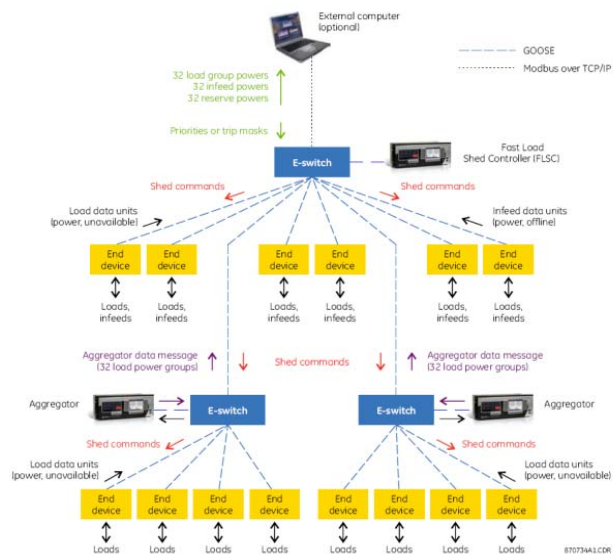 External computer
(optional)
GOOSE
Modbus over TCP/IP
32 load group powers
32 infeed powers
32 reserve powers
Priorities or trip masks
E-switch
Fast Load
Shed Controller (FLSC)
Shed commands
Shed commands
Load data units
(power, unavailable)
Infeed data units
(power, offline)
End
device
End
device
End
device
End
device
End
device
End
device
Loads,
infeeds
Loads,
infeeds
Loads,
infeeds
Loads,
infeeds
Loads,
infeeds
Loads,
infeeds
Aggregator data message
(32 load power groups)
Shed commands
Aggregator data message
(32 load power groups)
Aggregator
E-switch
E-switch
Aggregator
Shed commands
Shed commands
Load data units
(power, unavailable)
Load data units
(power, unavailable)
End
device
End
device
End
device
End
device
End
device
End
device
End
device
End
device
Loads
Loads
Loads
Loads
Loads
Loads
Loads
Loads
870734A1.CDR